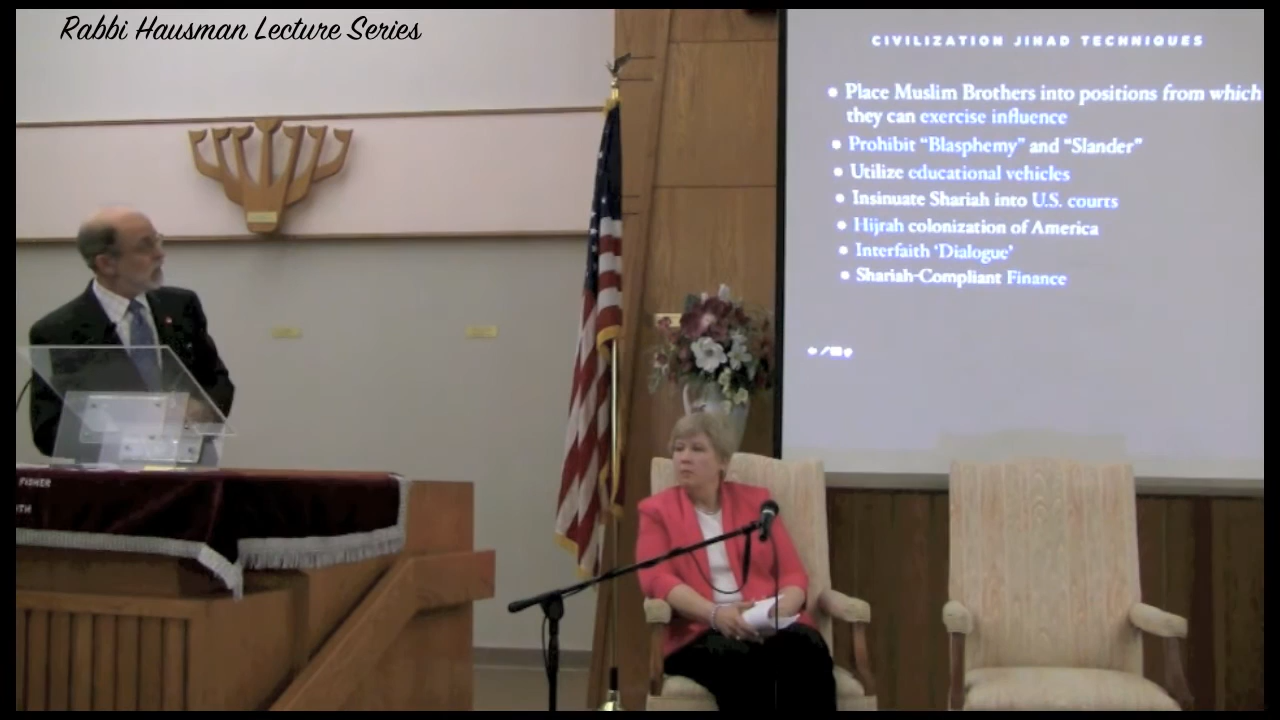 Rabbi Hausman Lecture Series
CIVILIZATION JIHAD TECHNIQUES
• Place Muslim Brothers into positions from which
they can exercise influence
• Prohibit “Blasphemy” and “Slander”
• Utilize educational vehicles
• Insinuate Shariah into U.S. courts
• Hijrah colonization of America
• Interfaith ‘Dialogue’
• Shariah-Compliant Finance
FISHER